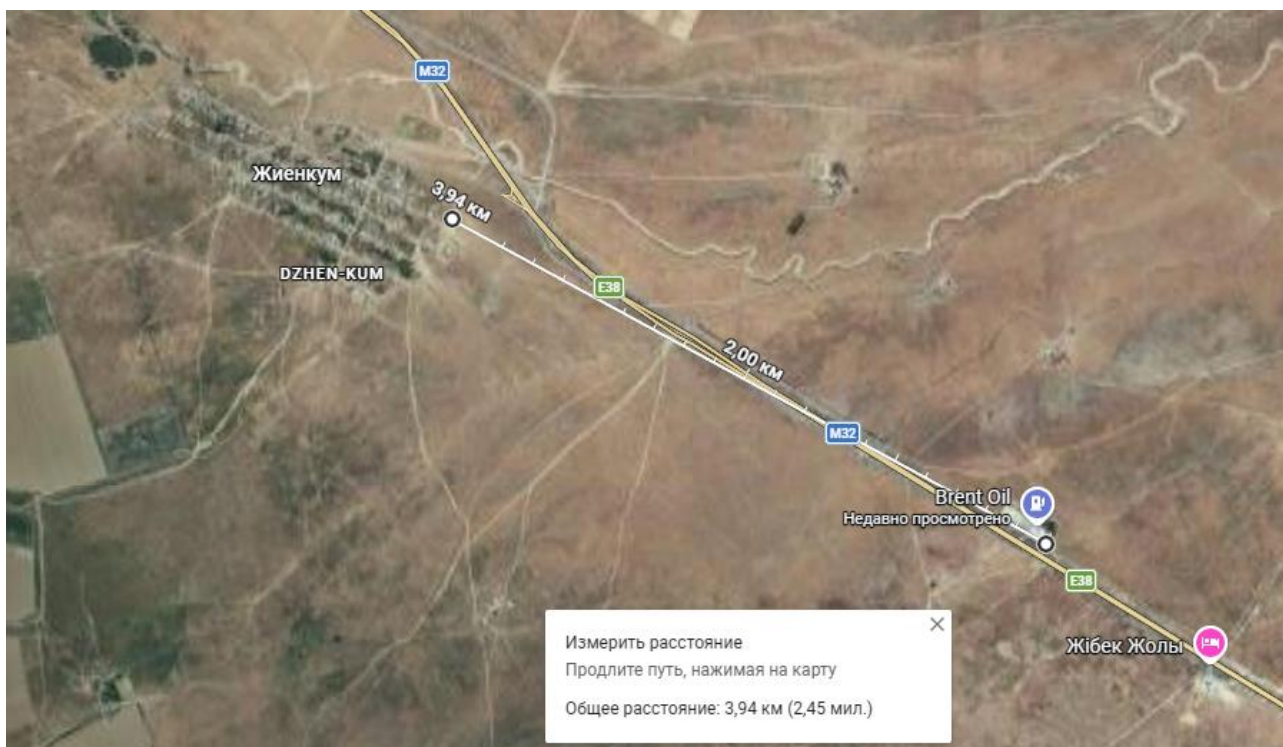 M32
Жиенкум
3,94 км
DZHEN-KUM
E38
2,00 км
M32
Brent Oil
Недавно просмотрено
E38
Жібек Жолы
Измерить расстояние
Продлите путь, нажимая на карту
Общее расстояние: 3,94 км (2,45 мил.)